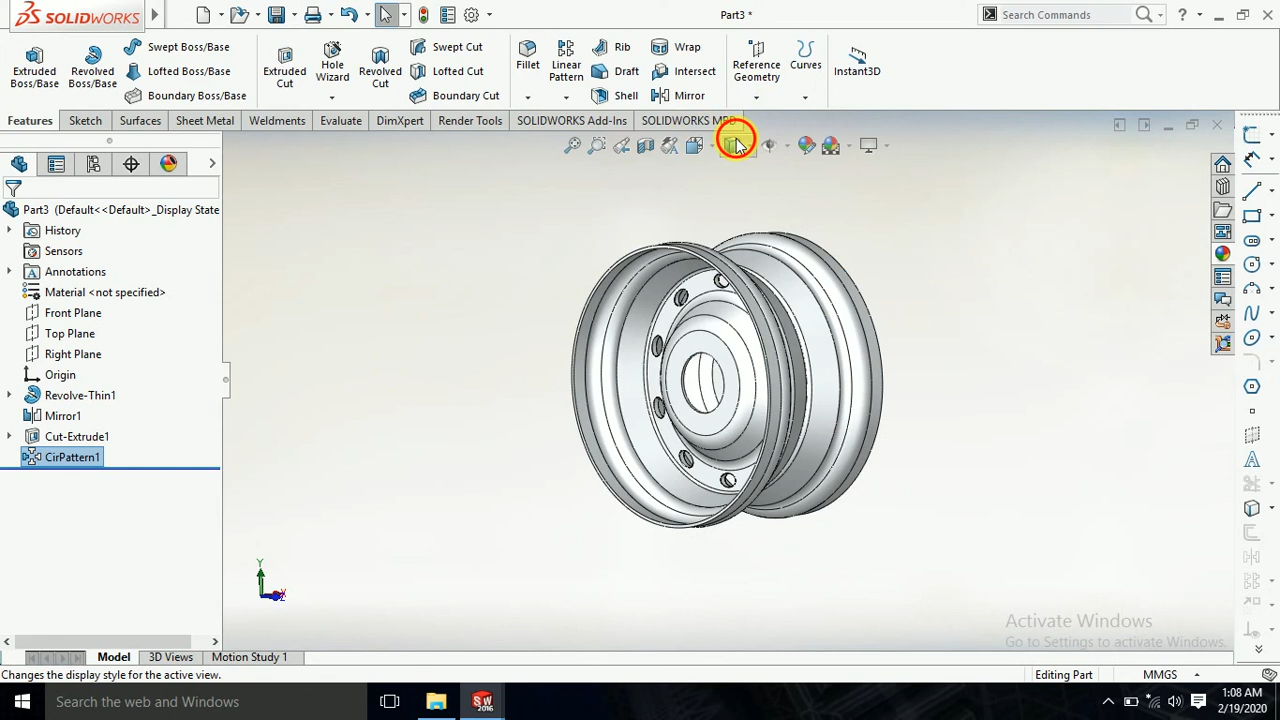 SOLIDWORKS
Part3 *
Search Commands
Extruded Boss/Base
Revolved Boss/Base
Swept Boss/Base
Lofted Boss/Base
Boundary Boss/Base
Extruded Cut
Hole Wizard
Revolved Cut
Swept Cut
Lofted Cut
Boundary Cut
Fillet
Linear Pattern
Rib
Draft
Shell
Wrap
Intersect
Mirror
Reference Geometry
Curves
Instant3D
Features
Sketch
Surfaces
Sheet Metal
Weldments
Evaluate
DimXpert
Render Tools
SOLIDWORKS Add-Ins
SOLIDWORKS MBD
Part3 (Default<<Default>_Display State
History
Sensors
Annotations
Material <not specified>
Front Plane
Top Plane
Right Plane
Origin
Revolve-Thin1
Mirror1
Cut-Extrude1
CirPattern1
Y
Z
Activate Windows
Go to Settings to activate Windows.
Model
3D Views
Motion Study 1
Changes the display style for the active view.
Editing Part
MMGS
Search the web and Windows
SW
2016
1:08 AM
2/19/2020